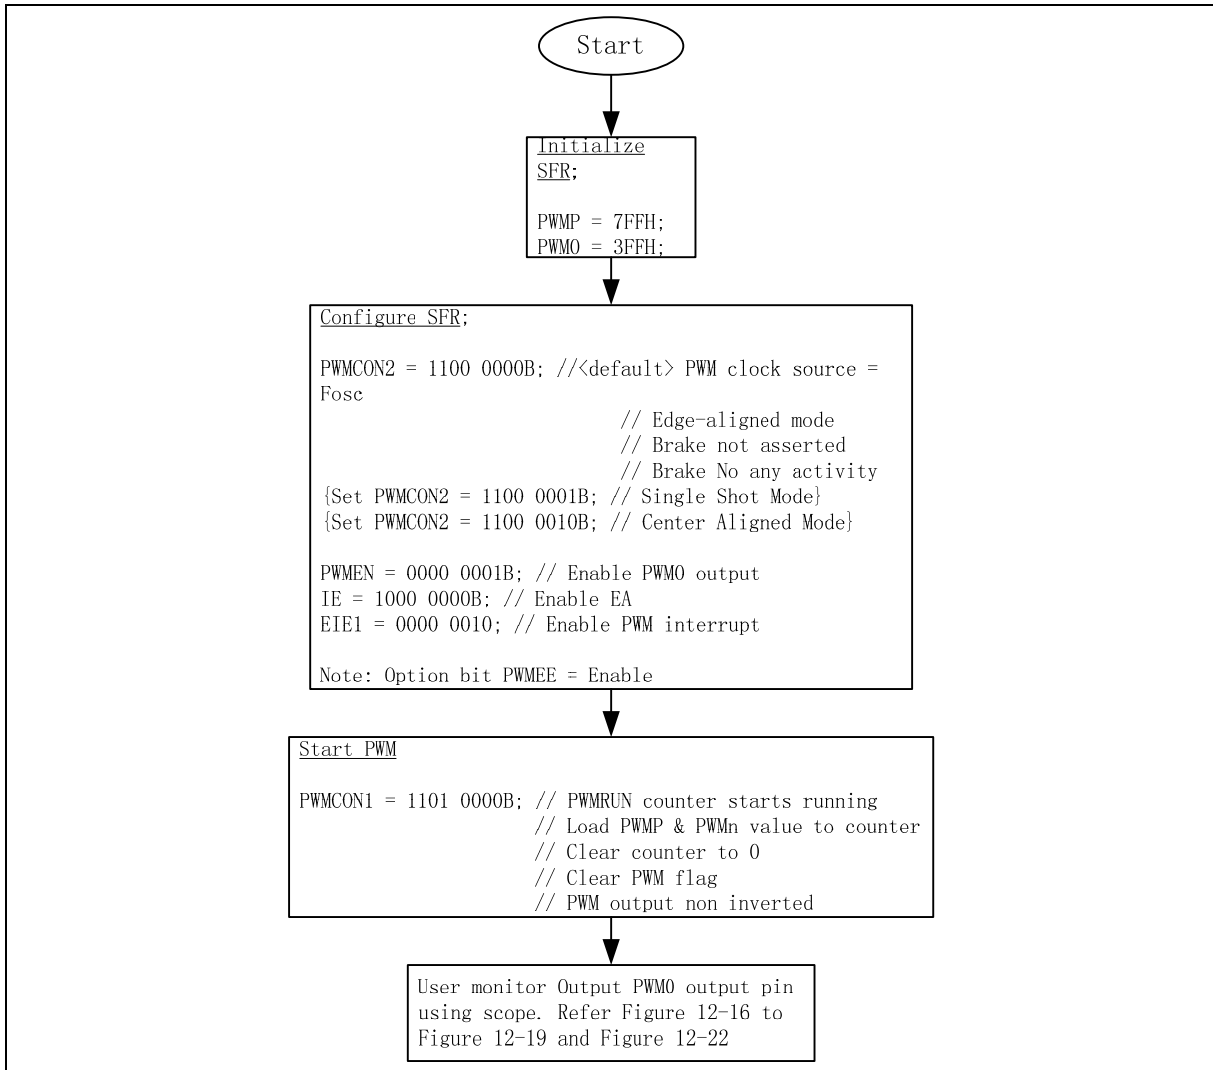 Start
Initialize
SFR;
PWMP = 7FFH;
PWM0 = 3FFH;
Configure SFR;
PWMCON2 = 1100 0000B; //<default> PWM clock source =
Fosc
// Edge-aligned mode
// Brake not asserted
// Brake No any activity
{Set PWMCON2 = 1100 0001B; // Single Shot Mode}
{Set PWMCON2 = 1100 0010B; // Center Aligned Mode}
PWMEN = 0000 0001B; // Enable PWM0 output
IE = 1000 0000B; // Enable EA
EIE1 = 0000 0010; // Enable PWM interrupt
Note: Option bit PWMEE = Enable
Start PWM
PWMCON1 = 1101 0000B; // PWMRUN counter starts running
// Load PWMP & PWMn value to counter
// Clear counter to 0
// Clear PWM flag
// PWM output non inverted
User monitor Output PWM0 output pin
using scope. Refer Figure 12-16 to
Figure 12-19 and Figure 12-22